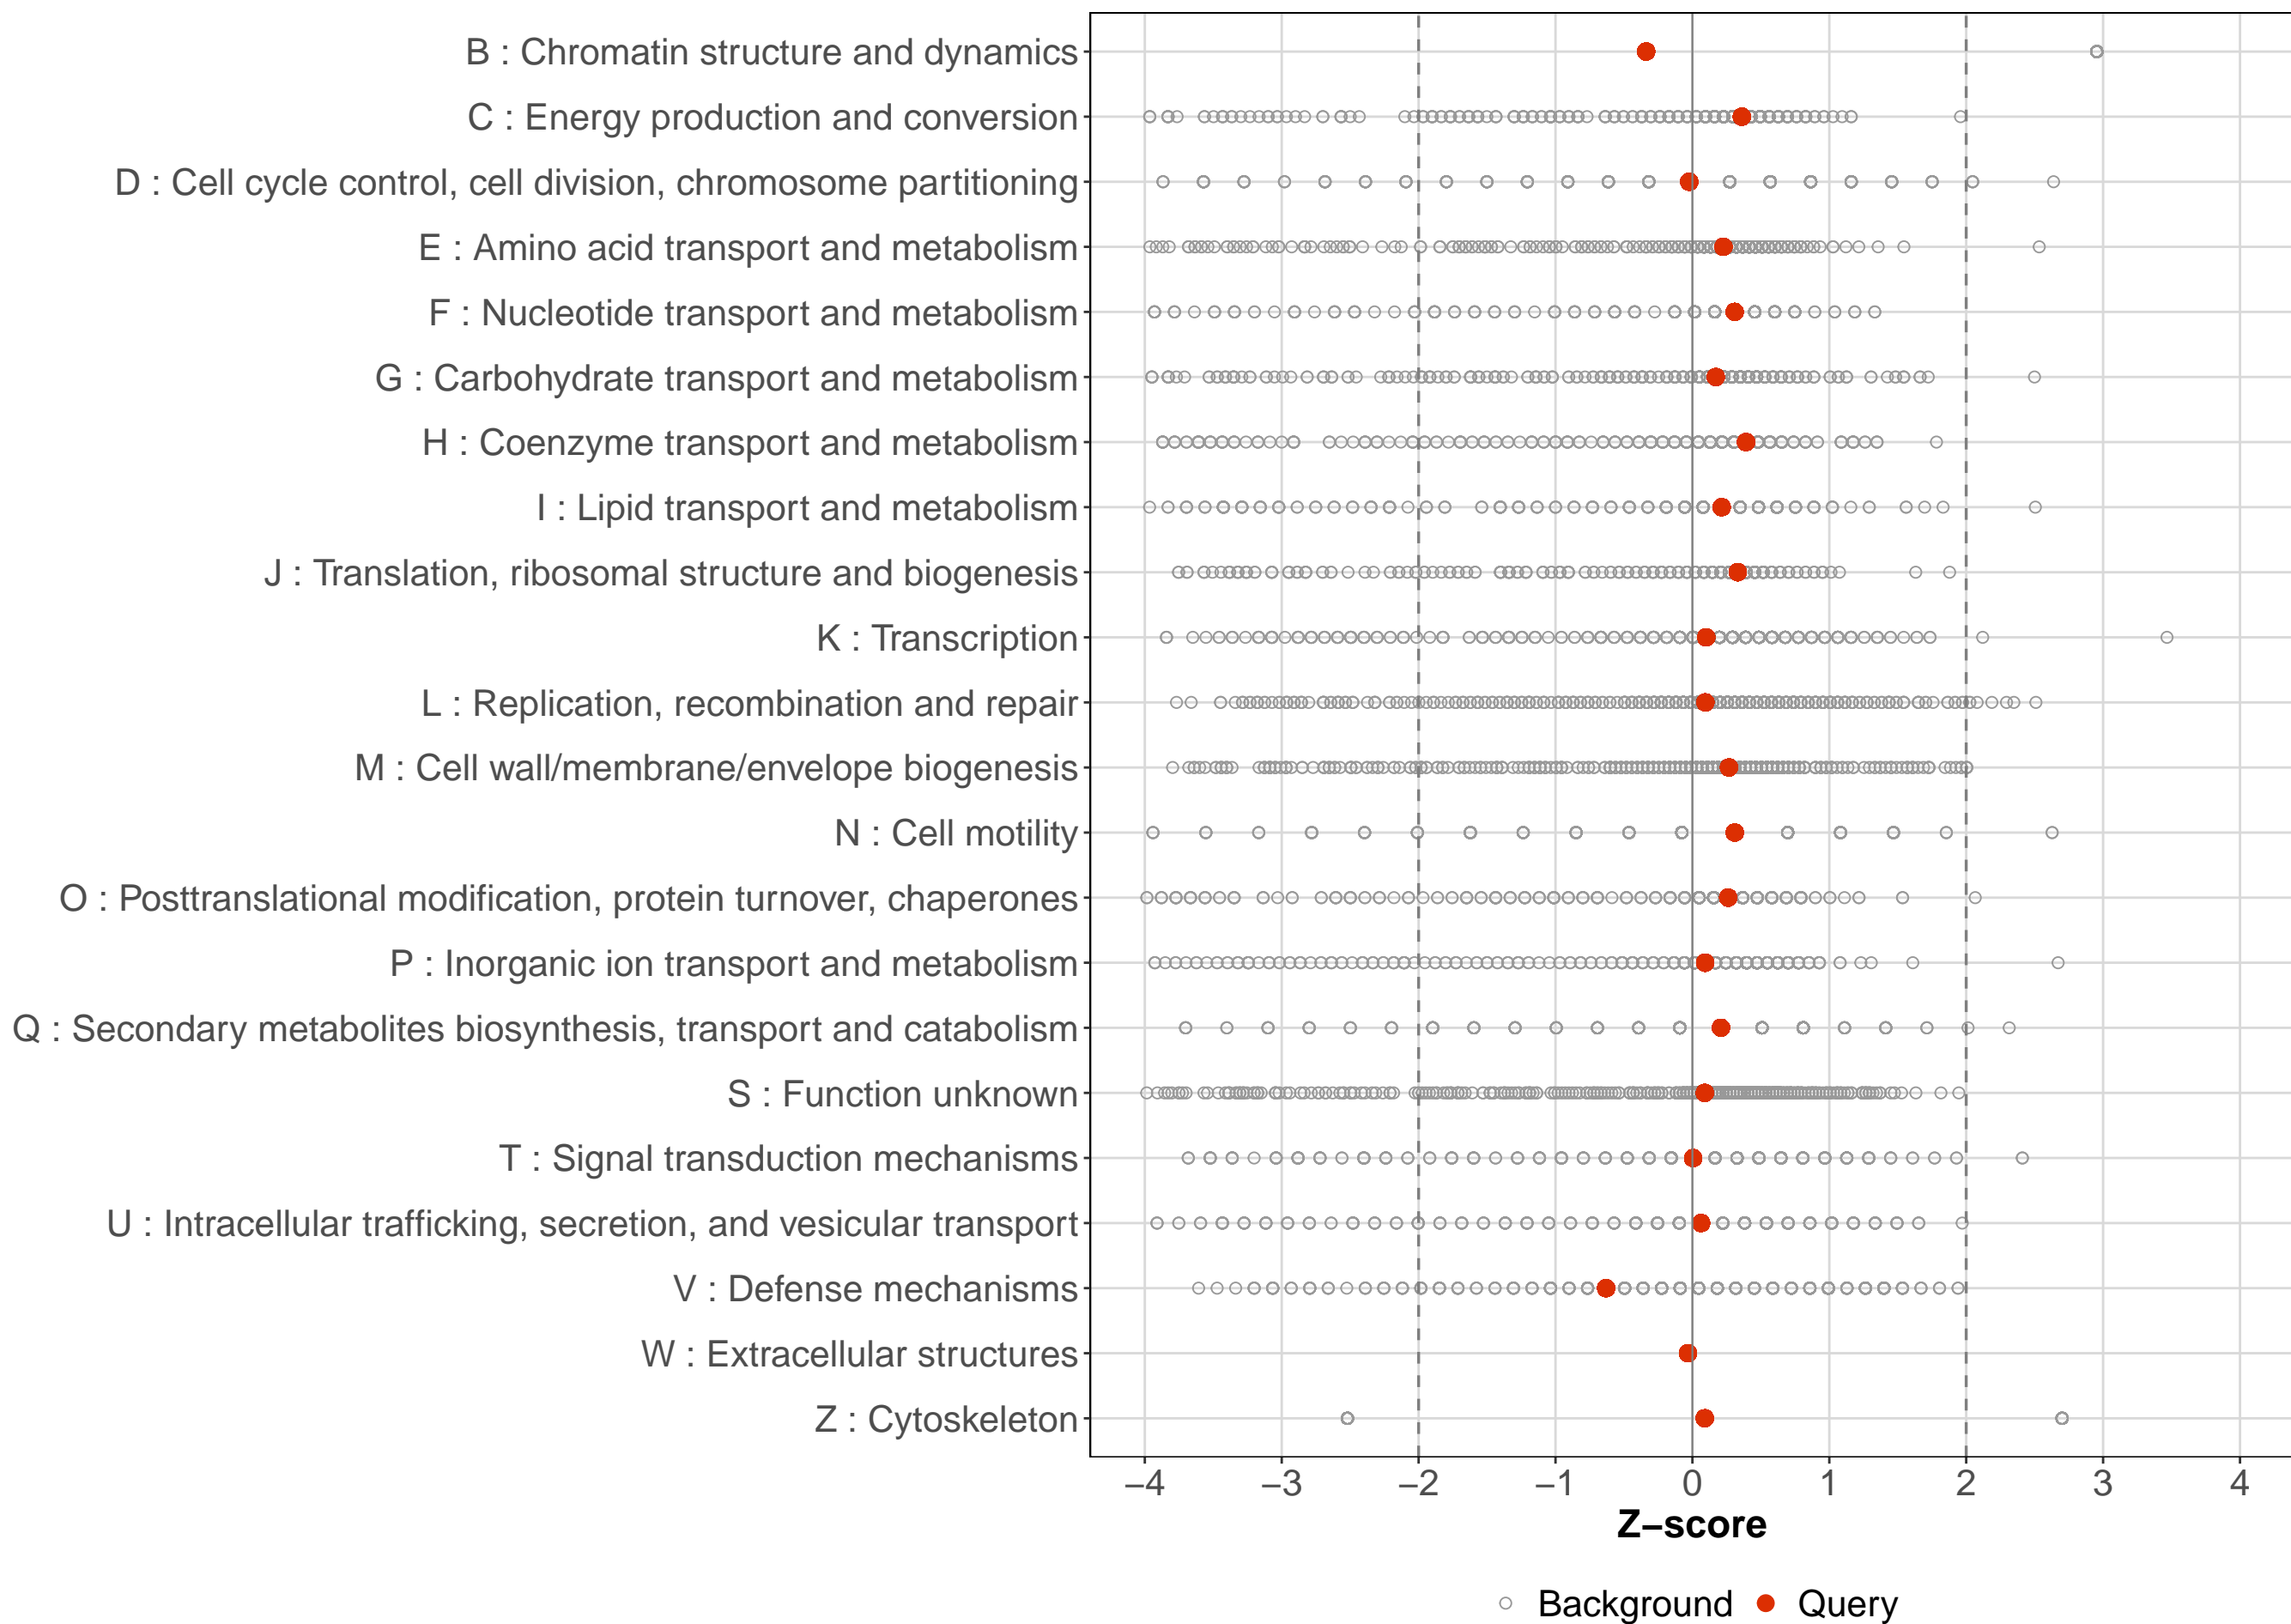 B : Chromatin structure and dynamics
C : Energy production and conversion
D : Cell cycle control, cell division, chromosome partitioning
E : Amino acid transport and metabolism
F : Nucleotide transport and metabolism
G : Carbohydrate transport and metabolism
H : Coenzyme transport and metabolism
I : Lipid transport and metabolism
J : Translation, ribosomal structure and biogenesis
K : Transcription
L : Replication, recombination and repair
M : Cell wall/membrane/envelope biogenesis
N : Cell motility
O : Posttranslational modification, protein turnover, chaperones
P : Inorganic ion transport and metabolism
Q : Secondary metabolites biosynthesis, transport and catabolism
S : Function unknown
T : Signal transduction mechanisms
U : Intracellular trafficking, secretion, and vesicular transport
V : Defense mechanisms
W : Extracellular structures
Z : Cytoskeleton
−4 −3 −2 −1 0 1 2 3 4
Z−score
Background Query